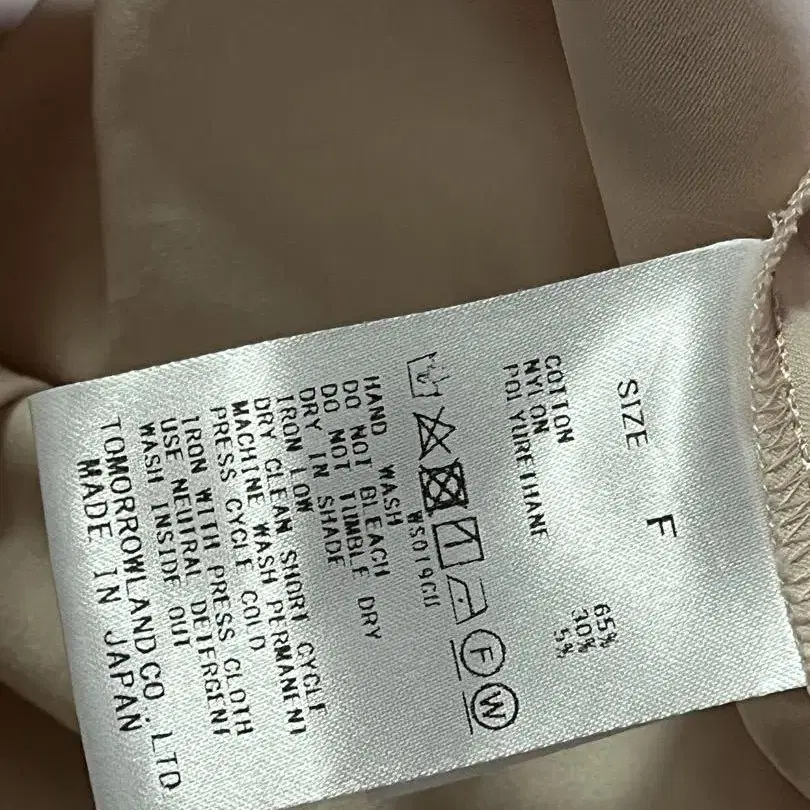 SIZE F
COTTON 65%
NYLON 30%
POLYURETHANE 5%
F W
WS019GU
HAND WASH
DO NOT BLEACH
DO NOT TUMBLE DRY
DRY IN SHADE
IRON LOW
DRY CLEAN SHORT CYCLE
MACHINE WASH PERMANENT
PRESS CYCLE COLD
IRON WITH PRESS CLOTH
USE NEUTRAL DETERGENT
WASH INSIDE OUT
TOMORROWLAND CO. LTD
MADE IN JAPAN